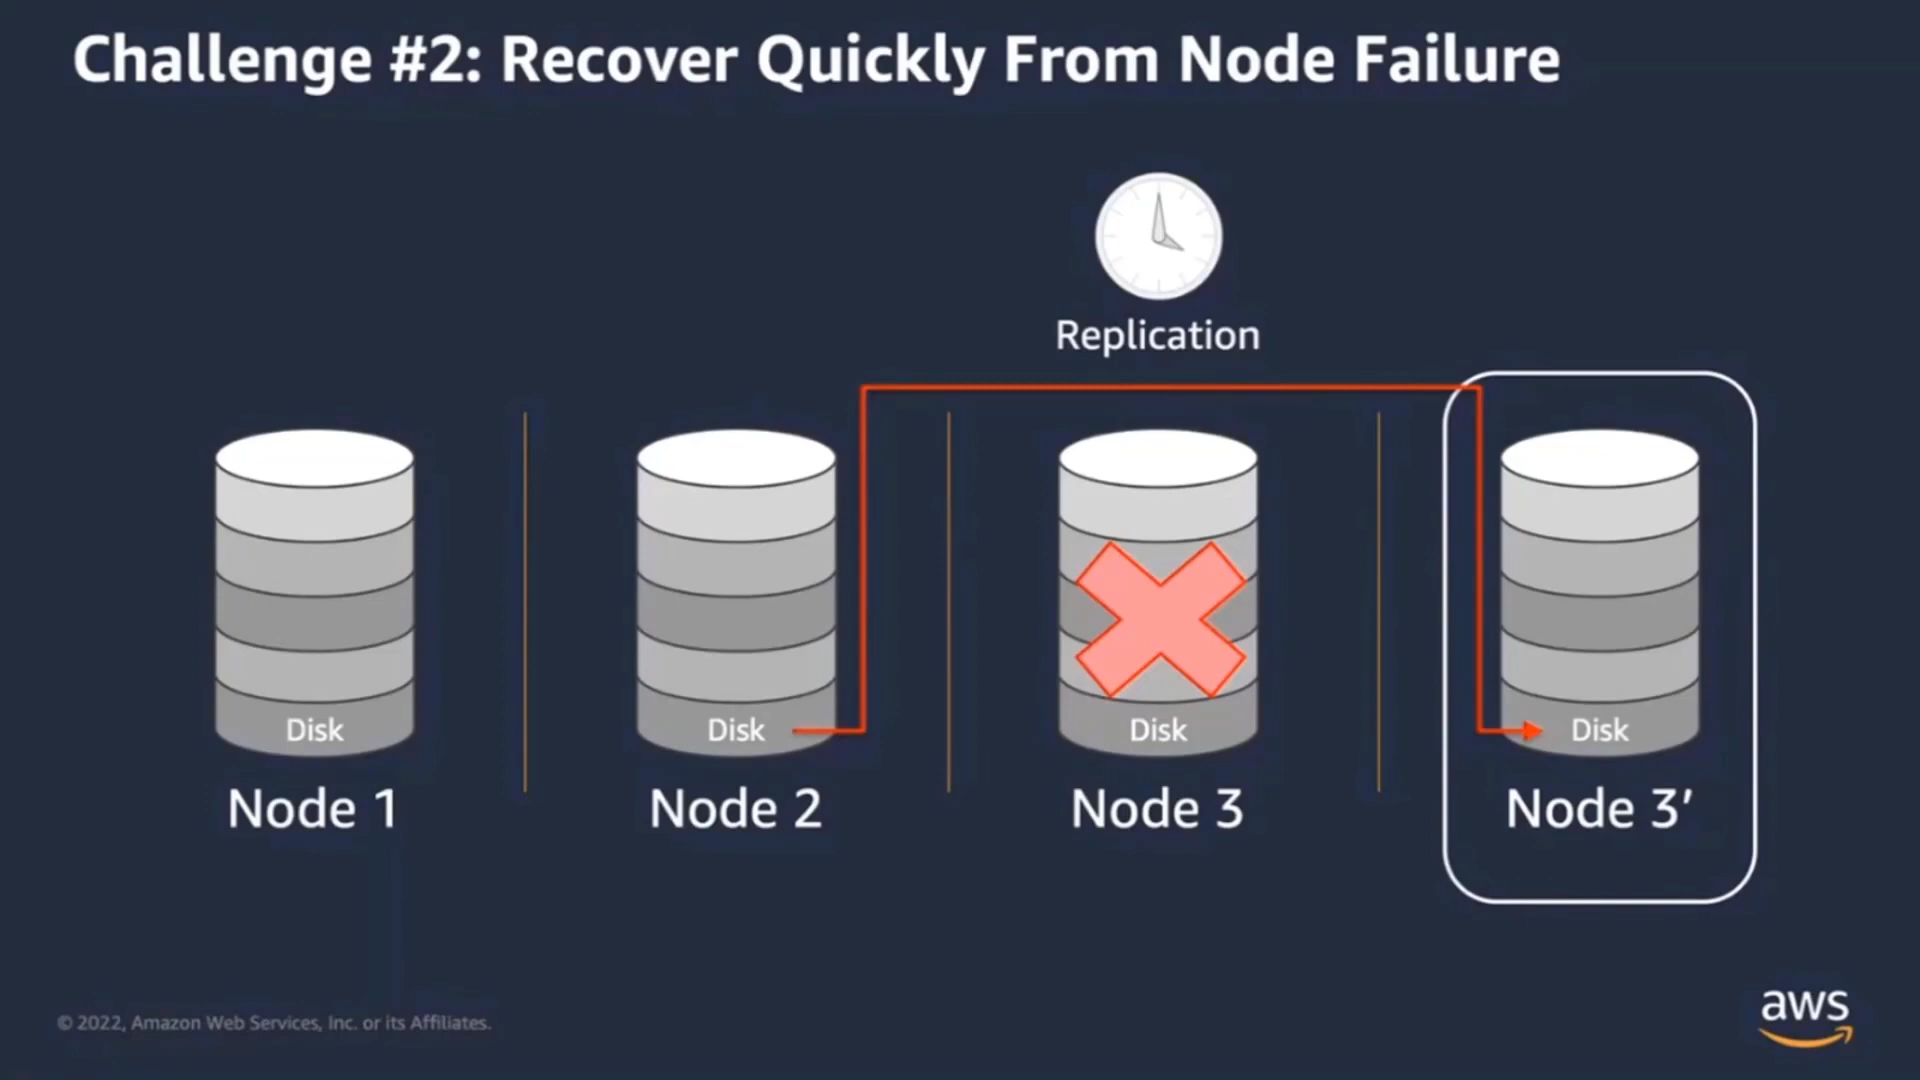 Challenge #2: Recover Quickly From Node Failure
Replication
Disk
Disk
Disk
Disk
Node 1
Node 2
Node 3
Node 3′
© 2022, Amazon Web Services, Inc. or its Affiliates.
aws